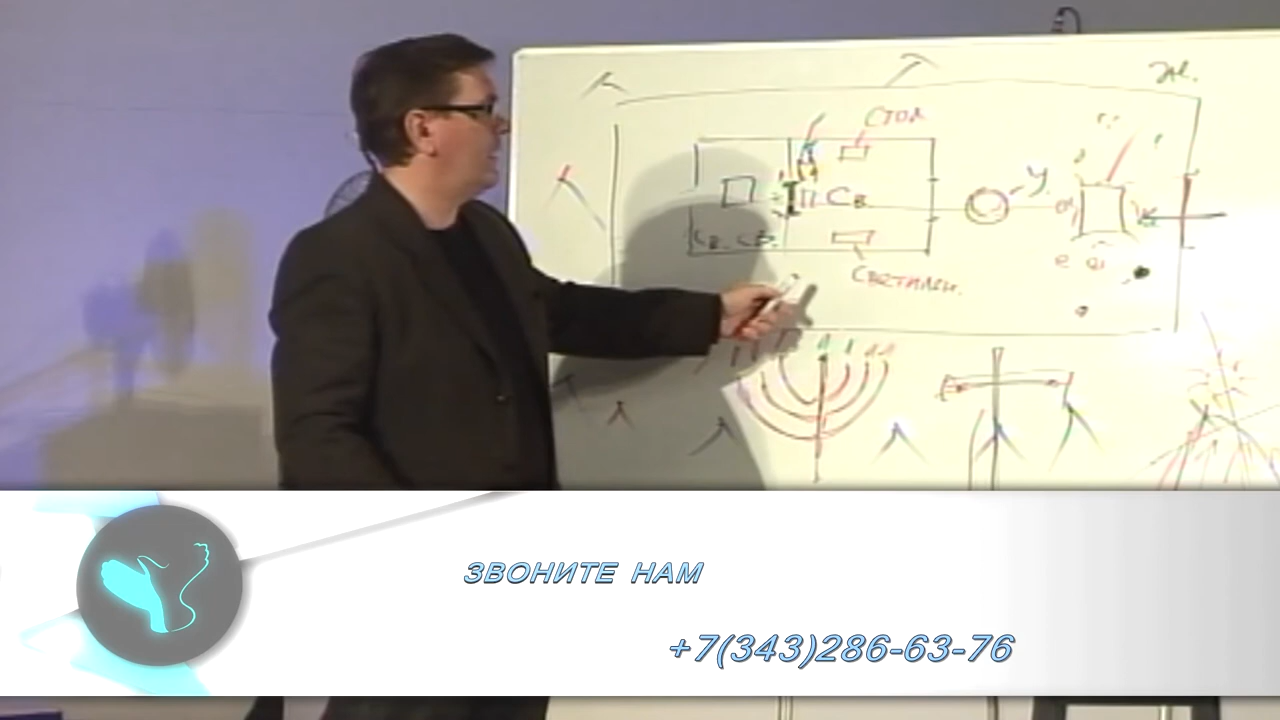 Ж.
СТОЛ
У.
Св
Св. Св.
Светильн.
ЗВОНИТЕ НАМ
+7(343)286-63-76